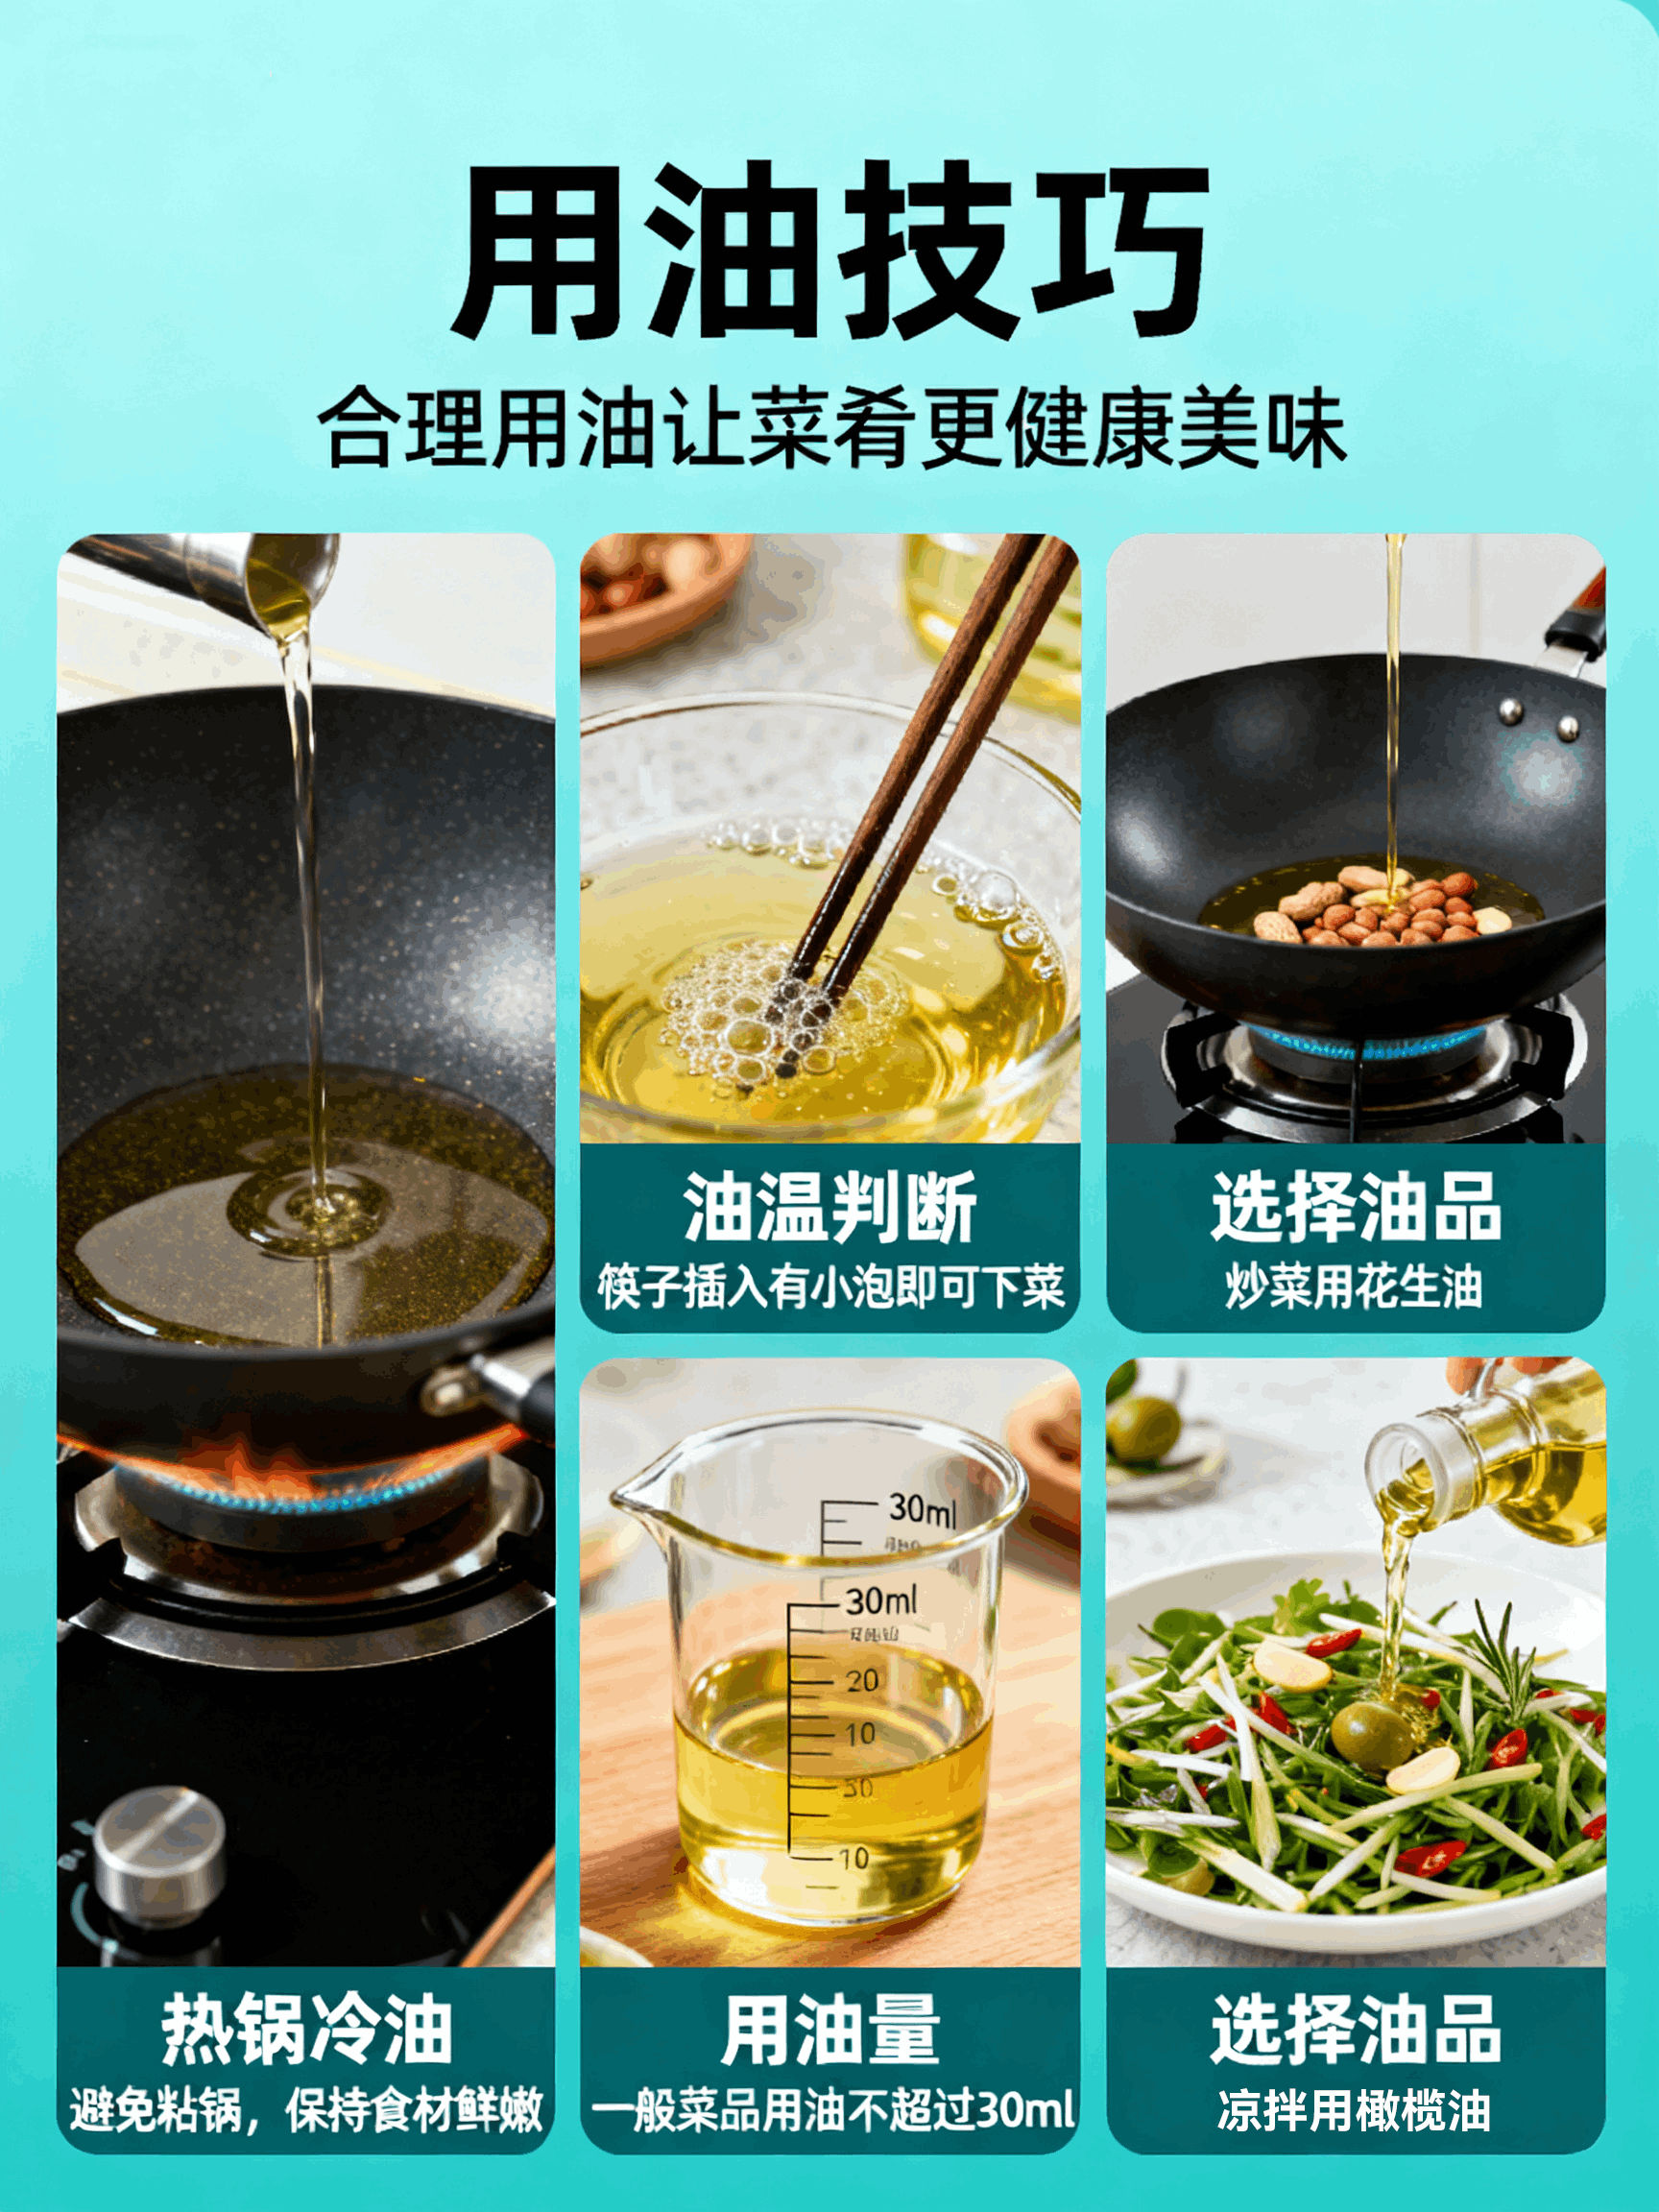 用油技巧
合理用油让菜肴更健康美味
热锅冷油
避免粘锅，保持食材鲜嫩
油温判断
筷子插入有小泡即可下菜
选择油品
炒菜用花生油
30ml
30ml
20
10
30
10
用油量
一般菜品用油不超过30ml
选择油品
凉拌用橄榄油